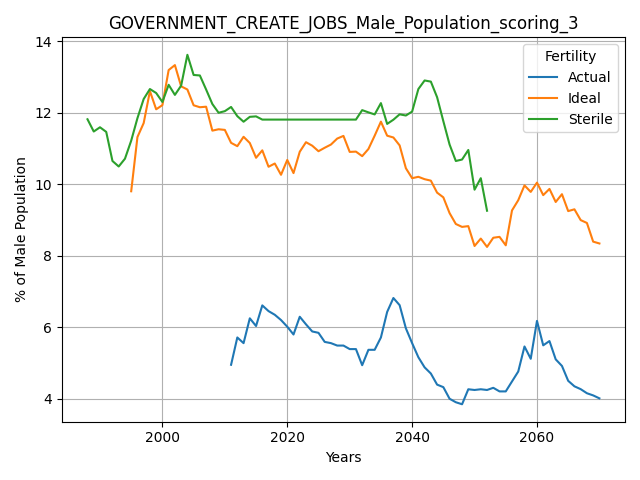 GOVERNMENT_CREATE_JOBS_Male_Population_scoring_3
Fertility
Actual
Ideal
Sterile
% of Male Population
14
12
10
8
6
4
2000
2020
2040
2060
Years